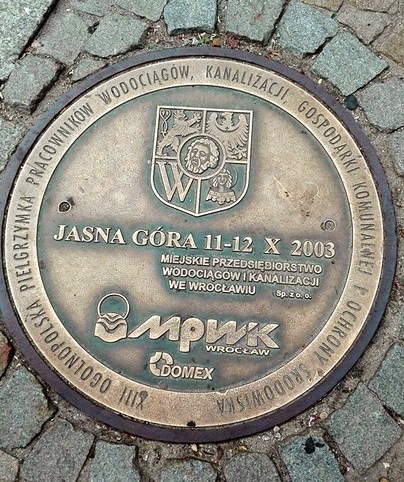 XIII OGÓLNOPOLSKA PIELGRZYMKA PRACOWNIKÓW WODOCIĄGÓW, KANALIZACJI, GOSPODARKI KOMUNALNEJ I OCHRONY ŚRODOWISKA
W
JASNA GÓRA 11-12 X 2003
MIEJSKIE PRZEDSIĘBIORSTWO
WODOCIĄGÓW I KANALIZACJI
WE WROCŁAWIU Sp. z o. o.
MPWK
WROCŁAW
DOMEX